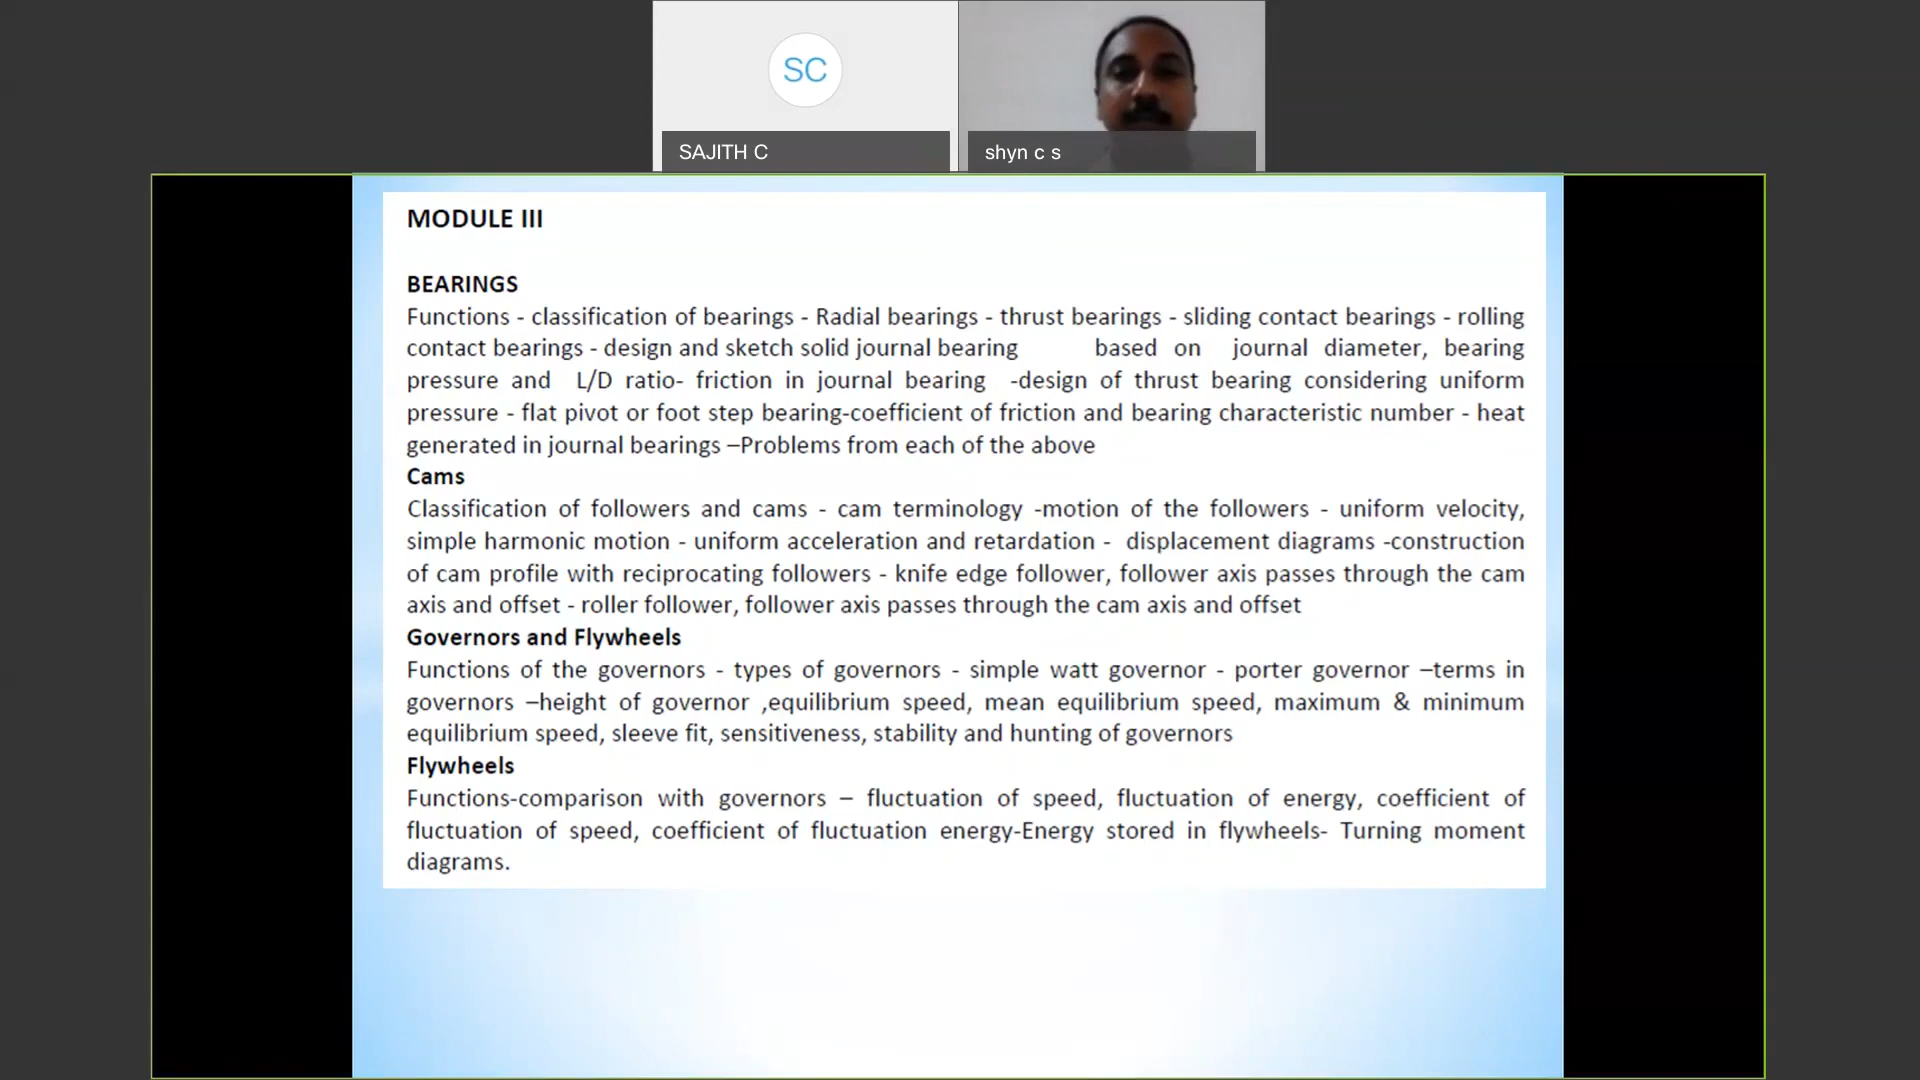 SC
SAJITH C
shyn c s
MODULE III
BEARINGS
Functions - classification of bearings - Radial bearings - thrust bearings - sliding contact bearings - rolling
contact bearings - design and sketch solid journal bearing based on journal diameter, bearing
pressure and L/D ratio- friction in journal bearing -design of thrust bearing considering uniform
pressure - flat pivot or foot step bearing-coefficient of friction and bearing characteristic number - heat
generated in journal bearings –Problems from each of the above
Cams
Classification of followers and cams - cam terminology -motion of the followers - uniform velocity,
simple harmonic motion - uniform acceleration and retardation - displacement diagrams -construction
of cam profile with reciprocating followers - knife edge follower, follower axis passes through the cam
axis and offset - roller follower, follower axis passes through the cam axis and offset
Governors and Flywheels
Functions of the governors - types of governors - simple watt governor - porter governor –terms in
governors –height of governor ,equilibrium speed, mean equilibrium speed, maximum & minimum
equilibrium speed, sleeve fit, sensitiveness, stability and hunting of governors
Flywheels
Functions-comparison with governors – fluctuation of speed, fluctuation of energy, coefficient of
fluctuation of speed, coefficient of fluctuation energy-Energy stored in flywheels- Turning moment
diagrams.